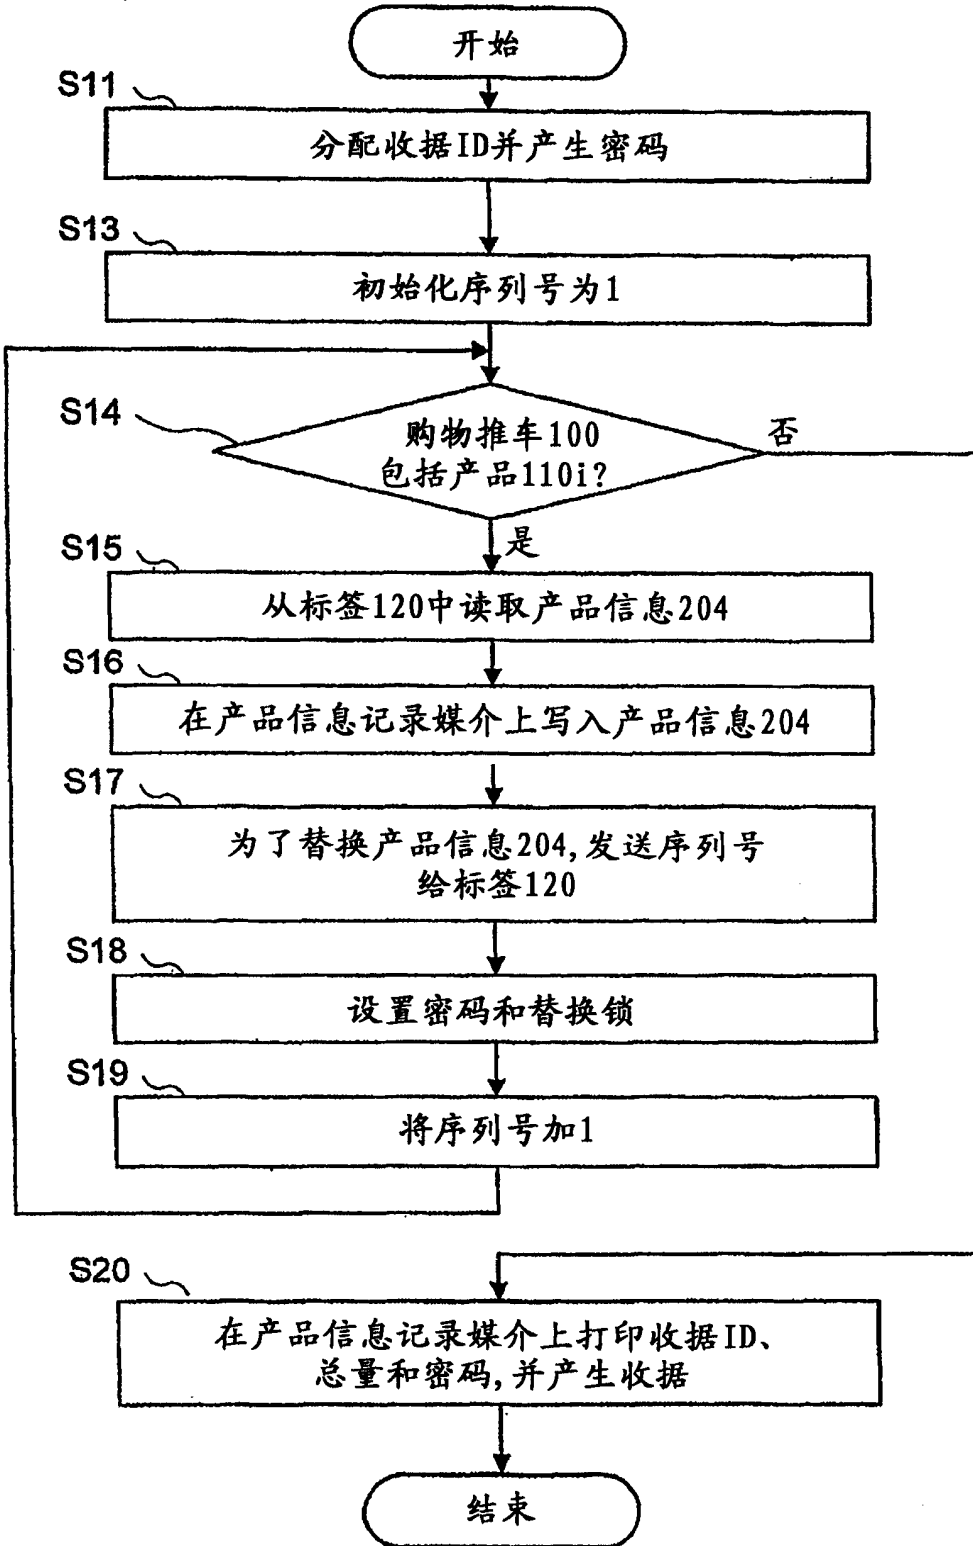 开始
S11
分配收据ID并产生密码
S13
初始化序列号为1
S14
购物推车100
包括产品110i?
否
是
S15
从标签120中读取产品信息204
S16
在产品信息记录媒介上写入产品信息204
S17
为了替换产品信息204,发送序列号
给标签120
S18
设置密码和替换锁
S19
将序列号加1
S20
在产品信息记录媒介上打印收据ID、
总量和密码,并产生收据
结束